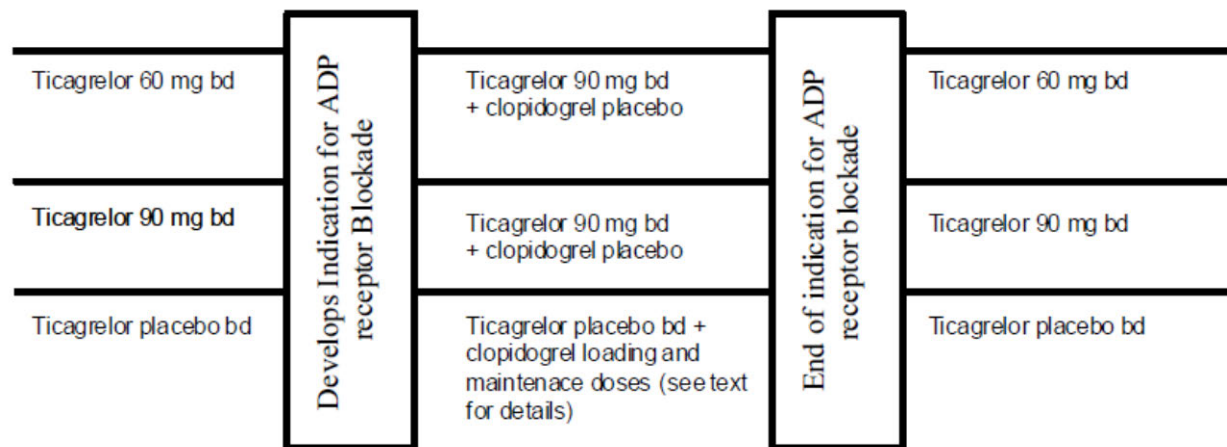 Ticagrelor 60 mg bd
Ticagrelor 90 mg bd
Ticagrelor placebo bd
Develops Indication for ADP
receptor Blockade
Ticagrelor 90 mg bd
+ clopidogrel placebo
Ticagrelor 90 mg bd
+ clopidogrel placebo
Ticagrelor placebo bd +
clopidogrel loading and
maintenace doses (see text
for details)
End of indication for ADP
receptor blockade
Ticagrelor 60 mg bd
Ticagrelor 90 mg bd
Ticagrelor placebo bd